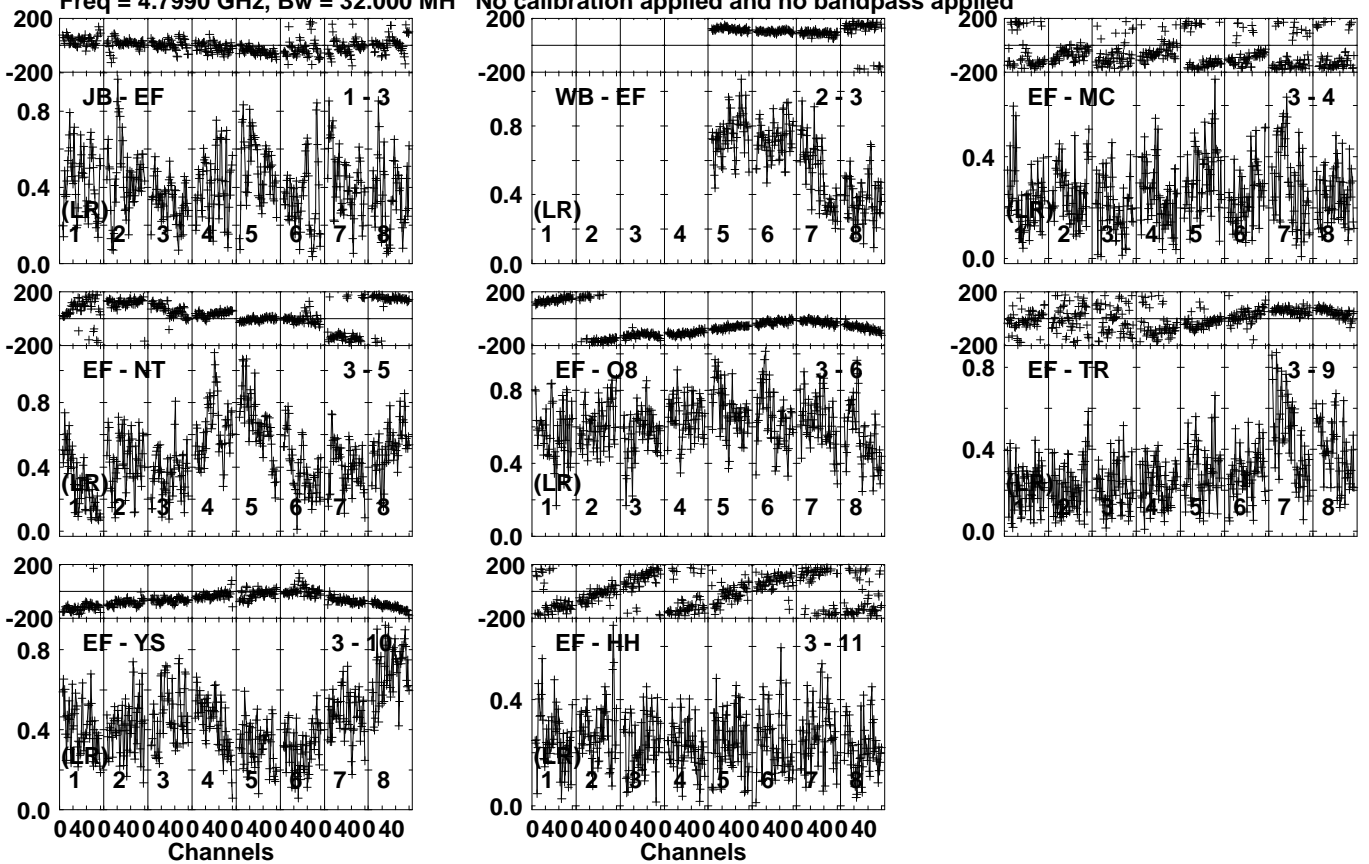 Freq = 4.7990 GHz, Bw = 32.000 MH No calibration applied and no bandpass applied
200
-200
JB - EF 1 - 3
0.8
0.4
0.0
(LR)
1 2 3 4 5 6 7 8
200
-200
WB - EF 2 - 3
0.8
0.4
0.0
(LR)
1 2 3 4 5 6 7 8
200
-200
EF - MC 3 - 4
0.4
0.0
(LR)
1 2 3 4 5 6 7 8
200
-200
EF - NT 3 - 5
0.8
0.4
0.0
(LR)
1 2 3 4 5 6 7 8
200
-200
EF - O8 3 - 6
0.8
0.4
0.0
(LR)
1 2 3 4 5 6 7 8
200
-200
EF - TR 3 - 9
0.8
0.4
0.0
(LR)
1 2 3 4 5 6 7 8
200
-200
EF - YS 3 - 10
0.8
0.4
0.0
(LR)
1 2 3 4 5 6 7 8
0 40 0 40 0 40 0 40 0 40 0 40 0 40 0 40
Channels
200
-200
EF - HH 3 - 11
0.4
0.0
(LR)
1 2 3 4 5 6 7 8
0 40 0 40 0 40 0 40 0 40 0 40 0 40 0 40
Channels